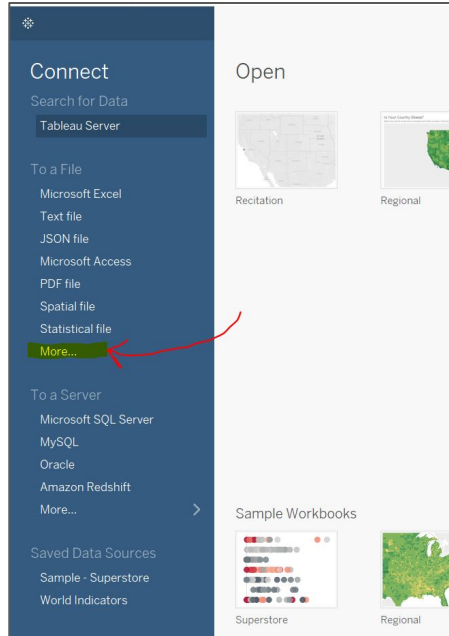 Connect
Search for Data
Tableau Server
To a File
Microsoft Excel
Text file
JSON file
Microsoft Access
PDF file
Spatial file
Statistical file
More...
To a Server
Microsoft SQL Server
MySQL
Oracle
Amazon Redshift
More...
Saved Data Sources
Sample - Superstore
World Indicators
Open
Recitation
Regional
Sample Workbooks
Superstore
Regional